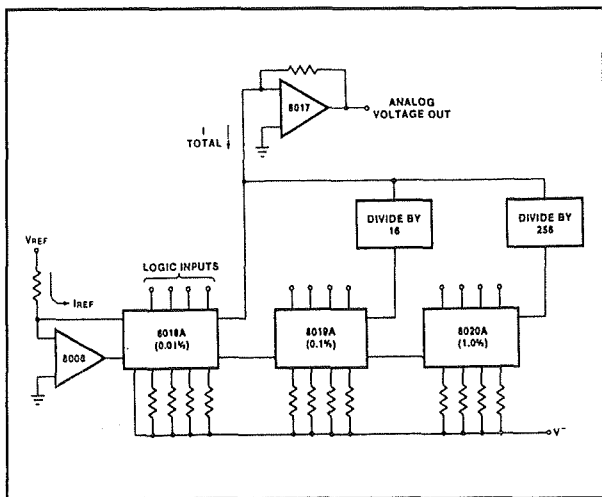 8017
ANALOG
VOLTAGE OUT
I
TOTAL
DIVIDE BY
16
DIVIDE BY
256
VREF
LOGIC INPUTS
IREF
8018A
(0.01%)
8019A
(0.1%)
8020A
(1.0%)
8008
V-